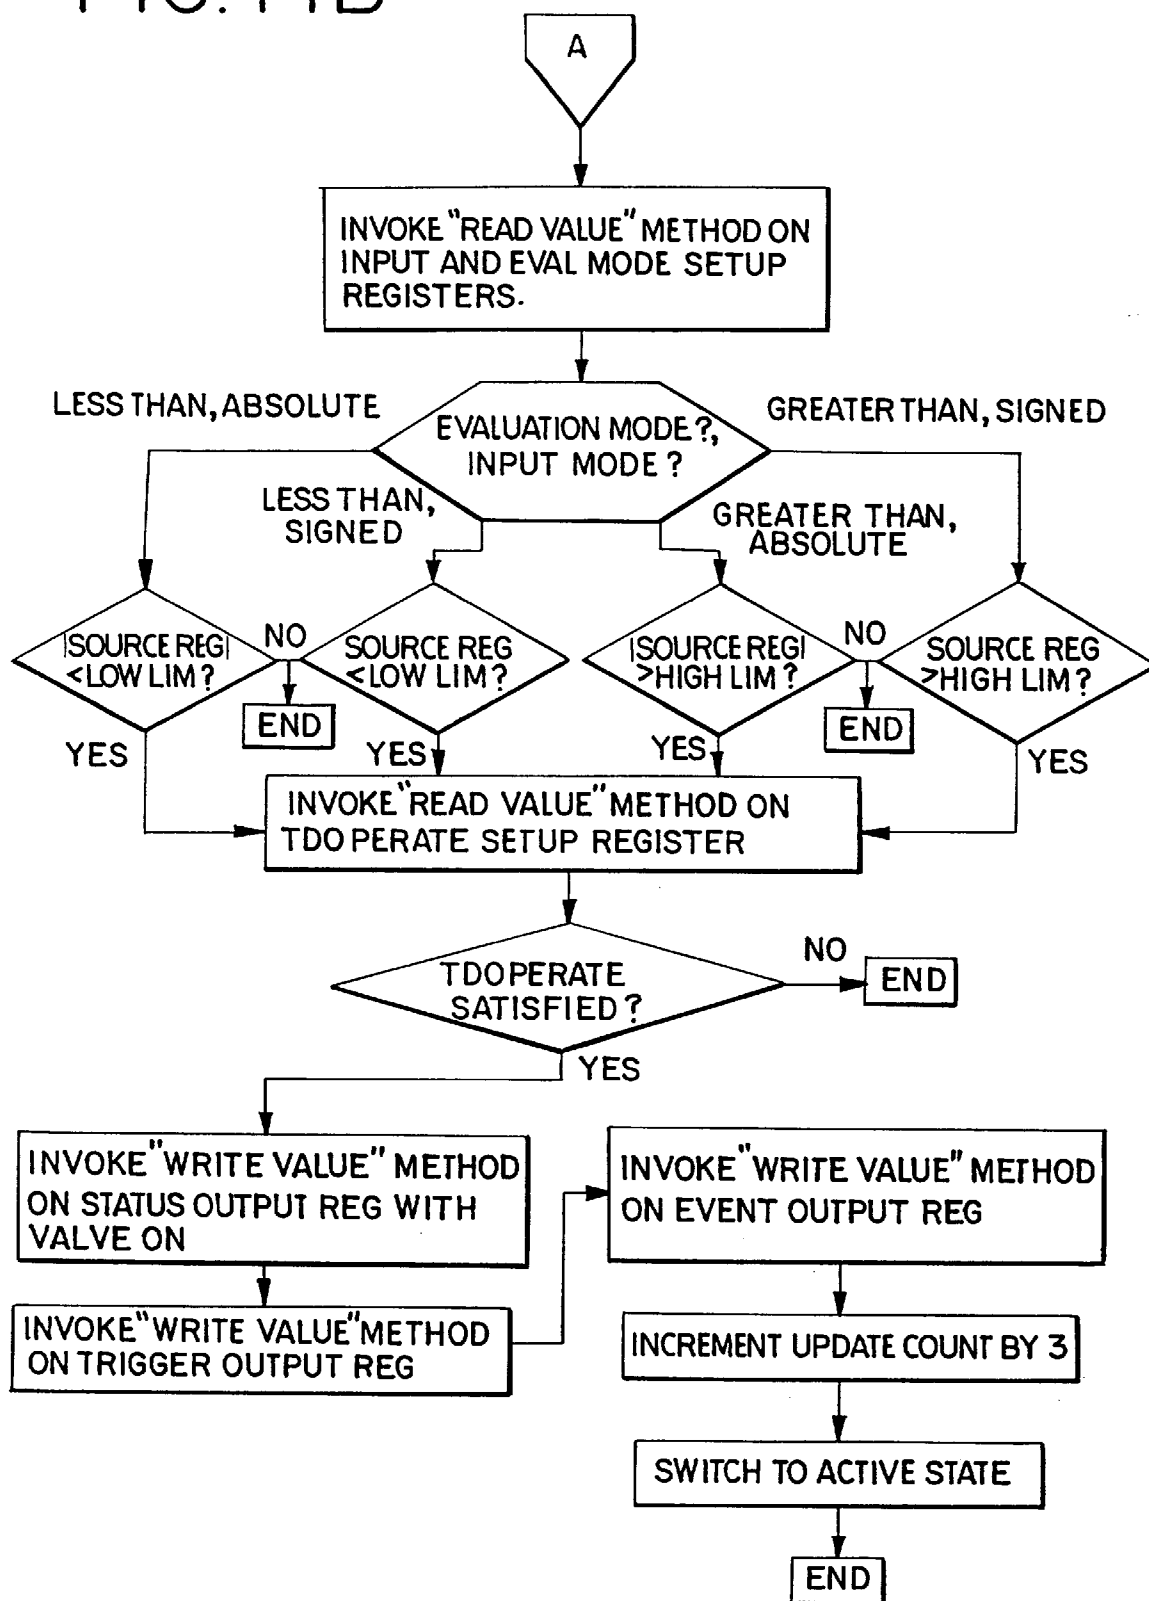 FIG. 11B
A
INVOKE "READ VALUE" METHOD ON
INPUT AND EVAL MODE SETUP
REGISTERS.
LESS THAN, ABSOLUTE
EVALUATION MODE?,
INPUT MODE?
GREATER THAN, SIGNED
LESS THAN,
SIGNED
GREATER THAN,
ABSOLUTE
|SOURCE REG|
<LOW LIM?
NO
END
SOURCE REG
<LOW LIM?
|SOURCE REG|
>HIGH LIM?
NO
END
SOURCE REG
>HIGH LIM?
YES
YES
YES
YES
INVOKE "READ VALUE" METHOD ON
TDOPERATE SETUP REGISTER
TDOPERATE
SATISFIED?
NO
END
YES
INVOKE "WRITE VALUE" METHOD
ON STATUS OUTPUT REG WITH
VALVE ON
INVOKE "WRITE VALUE" METHOD
ON TRIGGER OUTPUT REG
INVOKE "WRITE VALUE" METHOD
ON EVENT OUTPUT REG
INCREMENT UPDATE COUNT BY 3
SWITCH TO ACTIVE STATE
END